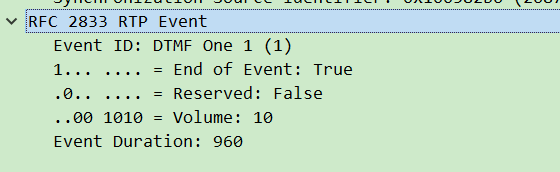 RFC 2833 RTP Event
Event ID: DTMF One 1 (1)
1... .... = End of Event: True
.0.. .... = Reserved: False
..00 1010 = Volume: 10
Event Duration: 960